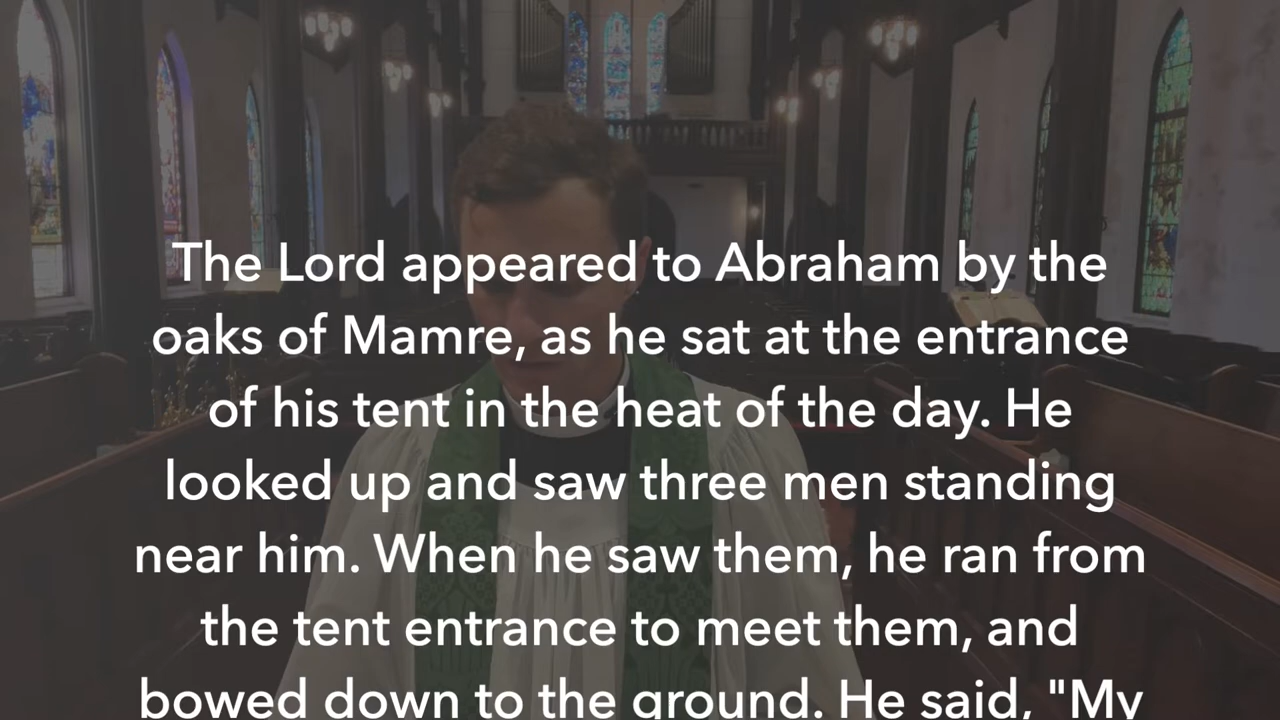 The Lord appeared to Abraham by the
oaks of Mamre, as he sat at the entrance
of his tent in the heat of the day. He
looked up and saw three men standing
near him. When he saw them, he ran from
the tent entrance to meet them, and
bowed down to the ground. He said, "My